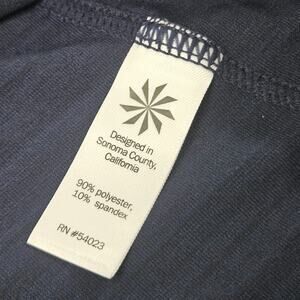 Designed in
Sonoma County,
California
90% polyester,
10% spandex
RN #54023